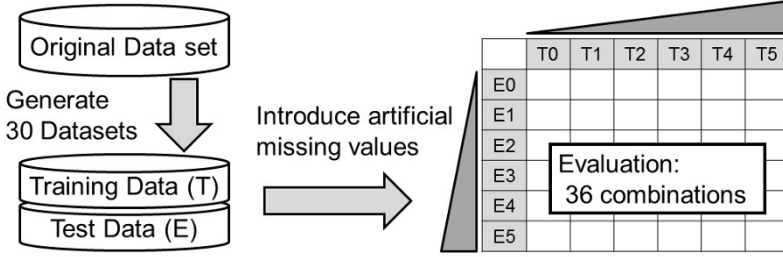 Original Data set
Generate
30 Datasets
Training Data (T)
Test Data (E)
Introduce artificial
missing values
T0 T1 T2 T3 T4 T5
E0
E1
E2
E3
E4
E5
Evaluation:
36 combinations